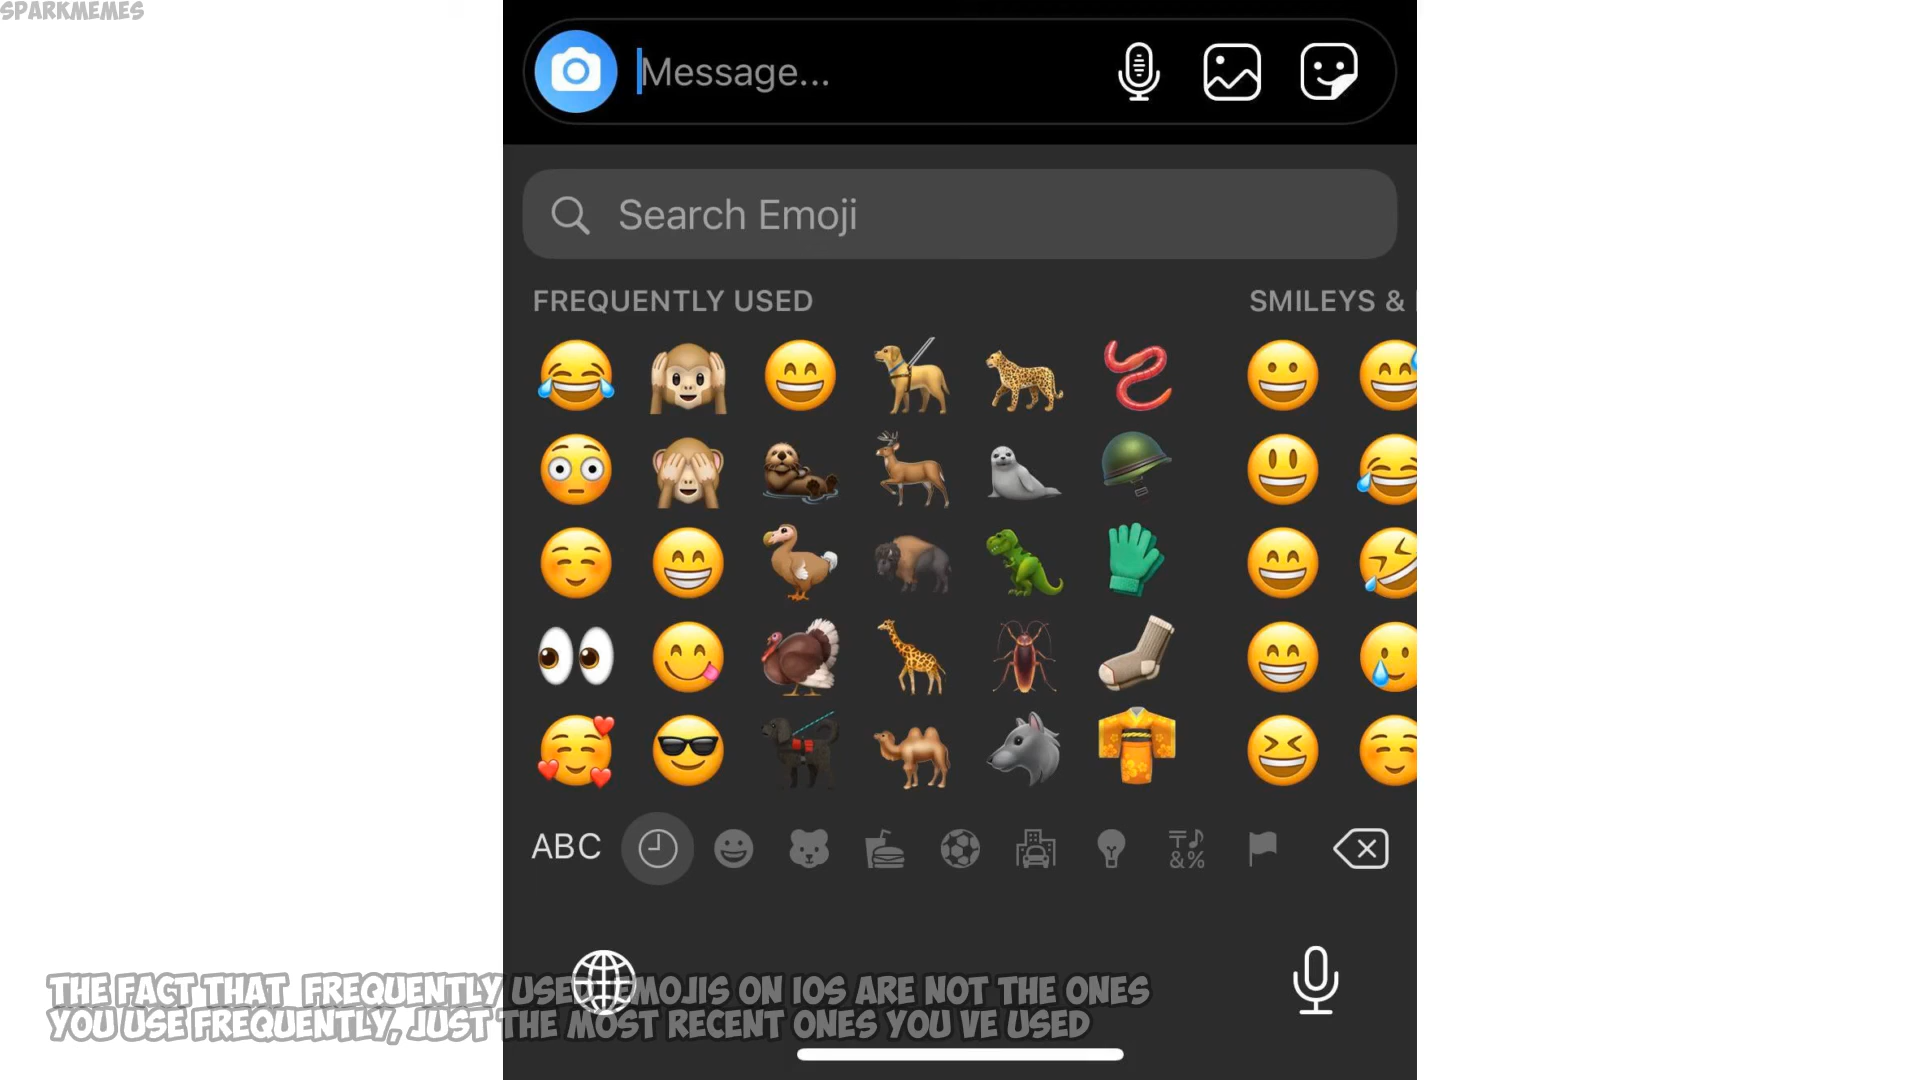 SPARKMEMES
Message...
Search Emoji
FREQUENTLY USED
SMILEYS &
ABC
THE FACT THAT FREQUENTLY USED EMOJIS ON IOS ARE NOT THE ONES
YOU USE FREQUENTLY, JUST THE MOST RECENT ONES YOU VE USED